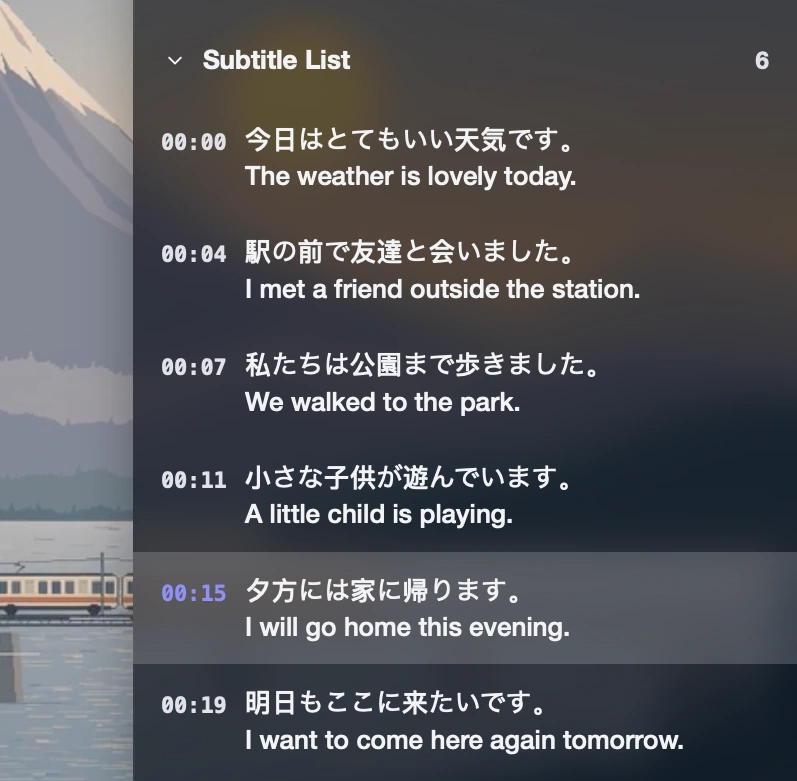 Subtitle List
6
00:00 今日はとてもいい天気です。
The weather is lovely today.
00:04 駅の前で友達と会いました。
I met a friend outside the station.
00:07 私たちは公園まで歩きました。
We walked to the park.
00:11 小さな子供が遊んでいます。
A little child is playing.
00:15 夕方には家に帰ります。
I will go home this evening.
00:19 明日もここに来たいです。
I want to come here again tomorrow.